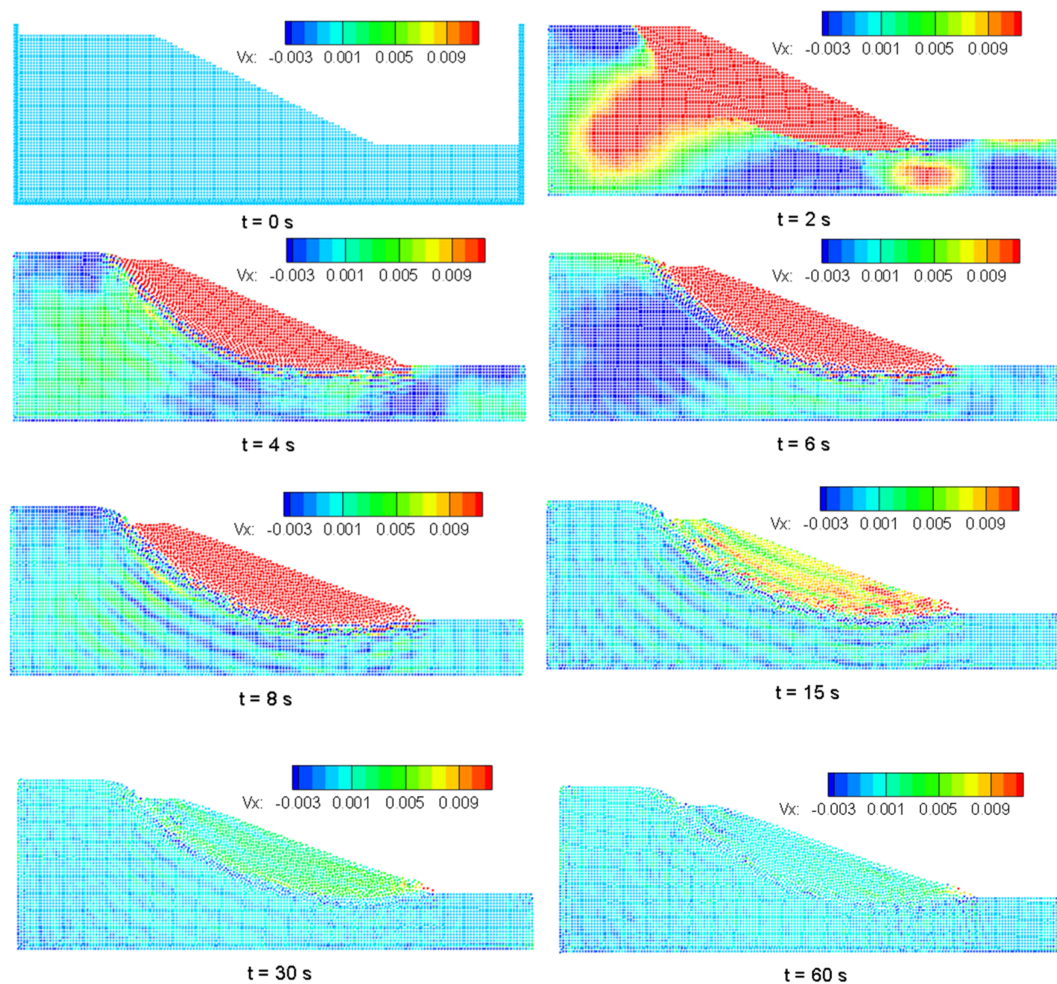 Vx: -0.003 0.001 0.005 0.009
t = 0 s
Vx: -0.003 0.001 0.005 0.009
t = 2 s
Vx: -0.003 0.001 0.005 0.009
t = 4 s
Vx: -0.003 0.001 0.005 0.009
t = 6 s
Vx: -0.003 0.001 0.005 0.009
t = 8 s
Vx: -0.003 0.001 0.005 0.009
t = 15 s
Vx: -0.003 0.001 0.005 0.009
t = 30 s
Vx: -0.003 0.001 0.005 0.009
t = 60 s